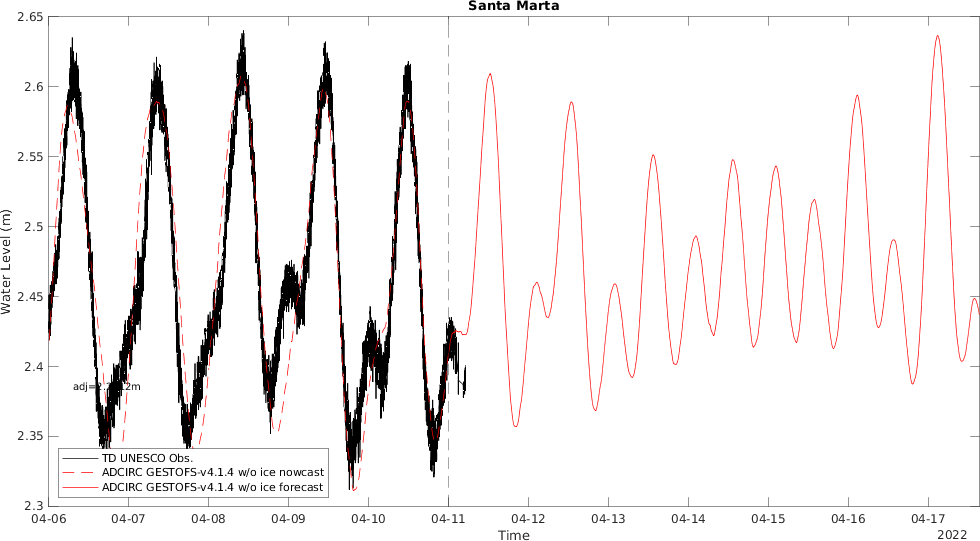 Santa Marta
Water Level (m)
2.65
2.6
2.55
2.5
2.45
2.4
2.35
2.3
TD UNESCO Obs.
ADCIRC GESTOFS-v4.1.4 w/o ice nowcast
ADCIRC GESTOFS-v4.1.4 w/o ice forecast
04-06 04-07 04-08 04-09 04-10 04-11 04-12 04-13 04-14 04-15 04-16 04-17
Time
2022